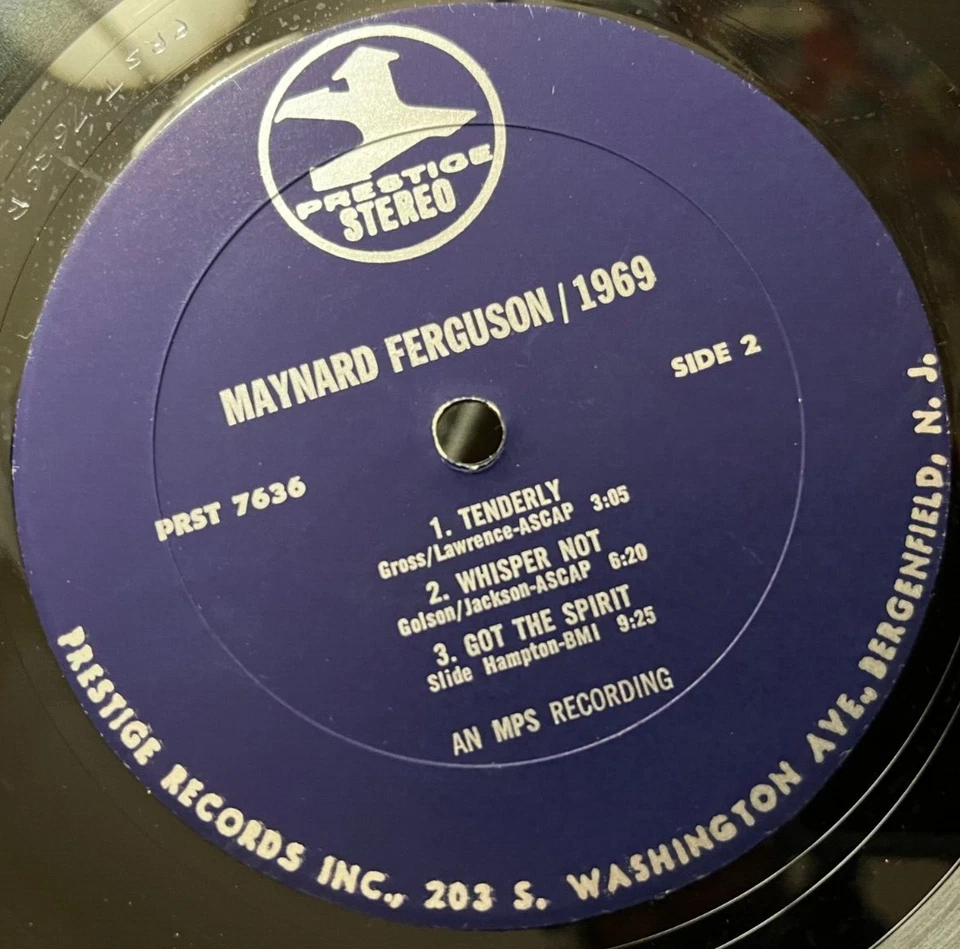 PRESTIGE
STEREO
MAYNARD FERGUSON / 1969
SIDE 2
PRST 7636
1. TENDERLY
Gross/Lawrence-ASCAP 3:05
2. WHISPER NOT
Golson/Jackson-ASCAP 6:20
3. GOT THE SPIRIT
Slide Hampton-BMI 9:25
AN MPS RECORDING
PRESTIGE RECORDS INC., 203 S. WASHINGTON AVE., BERGENFIELD, N. J.